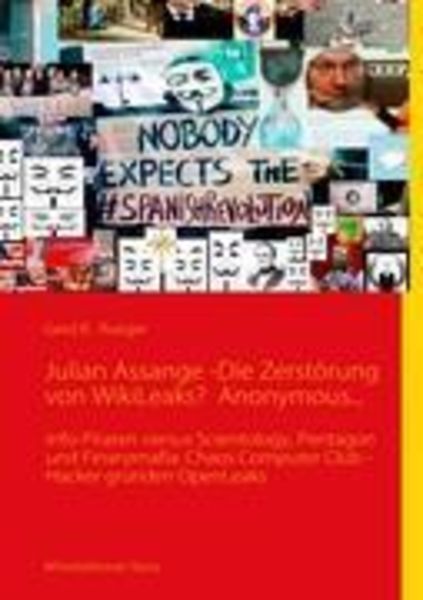 NOBODY
EXPECTS THE
#SPANISHREVOLUTION
Gerd R. Rueger
Julian Assange -Die Zerstörung
von WikiLeaks? Anonymous...
Info-Piraten versus Scientology, Pentagon
und Finanzmafia: Chaos Computer Club -
Hacker gründen OpenLeaks